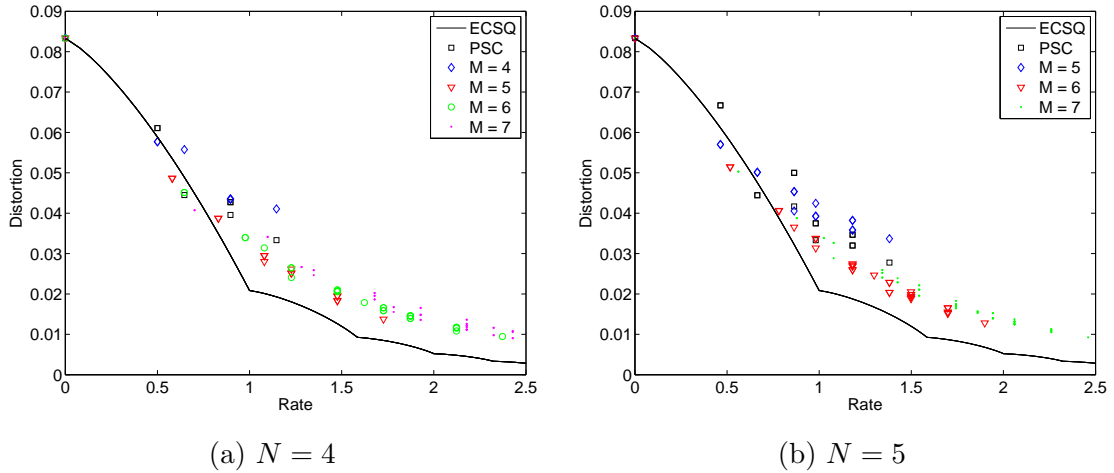 0.09
0.08
0.07
0.06
0.05
0.04
0.03
0.02
0.01
0
Distortion
0 0.5 1 1.5 2 2.5
Rate
ECSQ
PSC
M = 4
M = 5
M = 6
M = 7
(a) N = 4
0.09
0.08
0.07
0.06
0.05
0.04
0.03
0.02
0.01
0
Distortion
0 0.5 1 1.5 2 2.5
Rate
ECSQ
PSC
M = 5
M = 6
M = 7
(b) N = 5